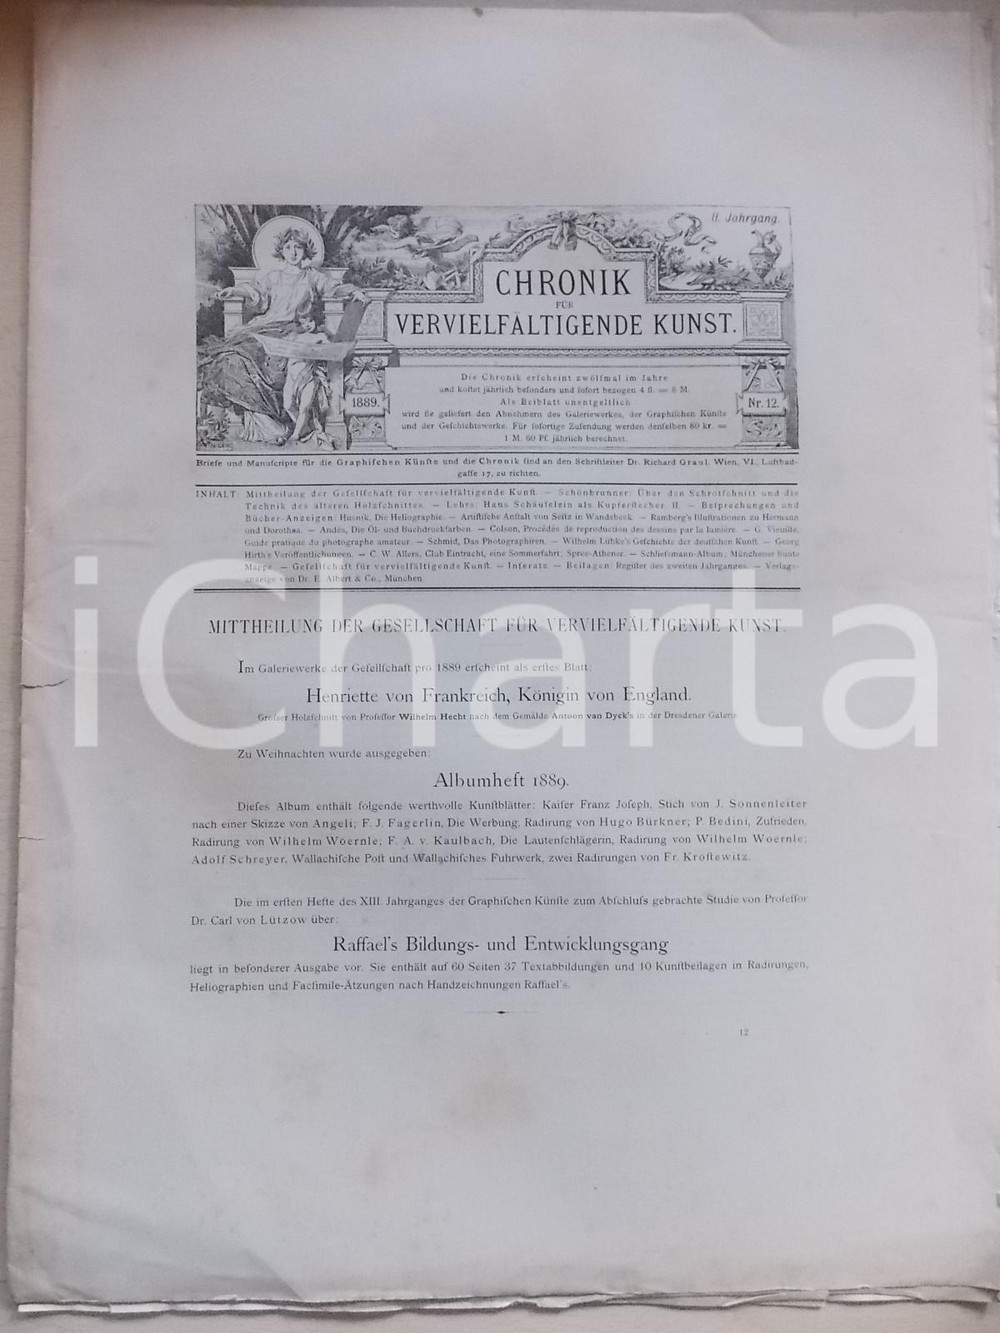 II. Jahrgang.
CHRONIK
FÜR
VERVIELFÄLTIGENDE KUNST.
Die Chronik erſcheint zwölfmal im Jahre
und koſtet jährlich beſonders und ſofort bezogen 4 fl. = 8 M.
Als Beiblatt unentgeltlich
wird ſie geliefert den Abnehmern des Galeriewerkes, der Graphiſchen Künſte
und der Geſchichtswerke. Für ſofortige Zuſendung werden denſelben 80 kr. =
1 M. 60 Pf. jährlich berechnet.
1889.
Nr. 12.
Briefe und Manuſcripte für die Graphiſchen Künſte und die Chronik ſind an den Schriftleiter Dr. Richard Graul, Wien, VI., Luftbad-
gaſſe 17, zu richten.
INHALT: Mittheilung der Geſellſchaft für vervielfältigende Kunſt. — Schönbrunner: Über den Schrotſchnitt und die
Technik des älteren Holzſchnittes. — Lehrs: Hans Schäufelein als Kupferſtecher II. — Beſprechungen und
Bücher-Anzeigen: Husnik, Die Heliographie. — Artiſtiſche Anſtalt von Seitz in Wandsbeck. — Ramberg's Illuſtrationen zu Hermann
und Dorothea. — Andés, Die Öl- und Buchdruckfarben. — Colson, Procédés de reproduction des dessins par la lumière. — G. Vieuille,
Guide pratique du photographe amateur. — Schmid, Das Photographiren. — Wilhelm Lübke's Geſchichte der deutſchen Kunſt. — Georg
Hirth's Veröffentlichungen. — C. W. Allers, Club Eintracht, eine Sommerfahrt; Spree-Athener. — Schliessmann-Album; Münchener bunte
Mappe. — Geſellſchaft für vervielfältigende Kunſt. — Inſerate. — Beilagen: Regiſter des zweiten Jahrganges. — Verlags-
anzeige von Dr. E. Albert & Co., München.
MITTHEILUNG DER GESELLSCHAFT FÜR VERVIELFÄLTIGENDE KUNST.
Im Galeriewerke der Geſellſchaft pro 1889 erſcheint als erſtes Blatt:
Henriette von Frankreich, Königin von England.
Groſser Holzſchnitt von Profeſſor Wilhelm Hecht nach dem Gemälde Antoon van Dyck's in der Dresdener Galerie.
Zu Weihnachten wurde ausgegeben:
Albumheft 1889.
Dieſes Album enthält folgende werthvolle Kunſtblätter: Kaiſer Franz Joſeph, Stich von J. Sonnenleiter
nach einer Skizze von Angeli; F. J. Fagerlin, Die Werbung, Radirung von Hugo Bürkner; P. Bedini, Zufrieden,
Radirung von Wilhelm Woernle; F. A. v. Kaulbach, Die Lautenſchlägerin, Radirung von Wilhelm Woernle;
Adolf Schreyer, Wallachiſche Poſt und Wallachiſches Fuhrwerk, zwei Radirungen von Fr. Kroſtewitz.
Die im erſten Hefte des XIII. Jahrganges der Graphiſchen Künſte zum Abſchluſs gebrachte Studie von Profeſſor
Dr. Carl von Lützow über:
Raffael's Bildungs- und Entwicklungsgang
liegt in beſonderer Ausgabe vor. Sie enthält auf 60 Seiten 37 Textabbildungen und 10 Kunſtbeilagen in Radirungen,
Heliographien und Facſimile-Ätzungen nach Handzeichnungen Raffael's.
12
iCharta